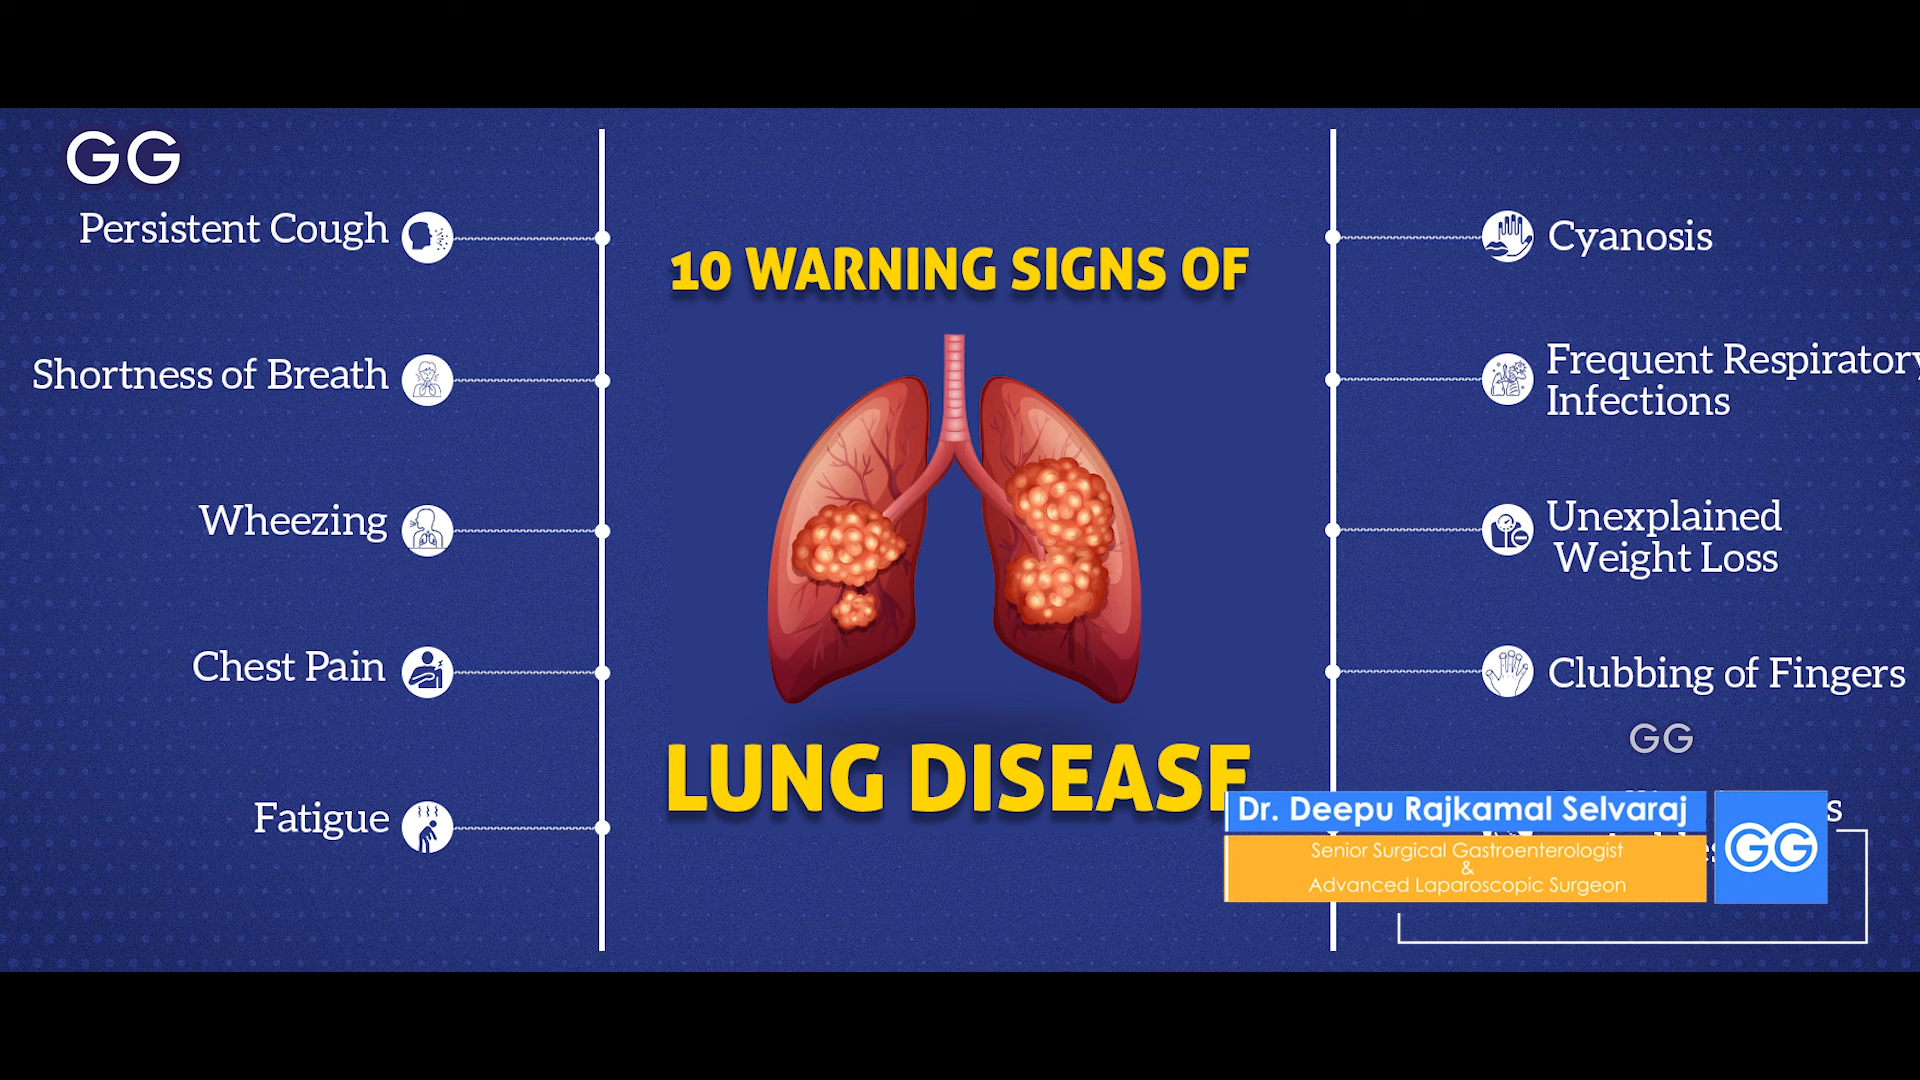 GG
Persistent Cough
Shortness of Breath
Wheezing
Chest Pain
Fatigue
10 WARNING SIGNS OF
LUNG DISEASE
Cyanosis
Frequent Respiratory
Infections
Unexplained
Weight Loss
Clubbing of Fingers
GG
Dr. Deepu Rajkamal Selvaraj
Senior Surgical Gastroenterologist
&
Advanced Laparoscopic Surgeon
GG